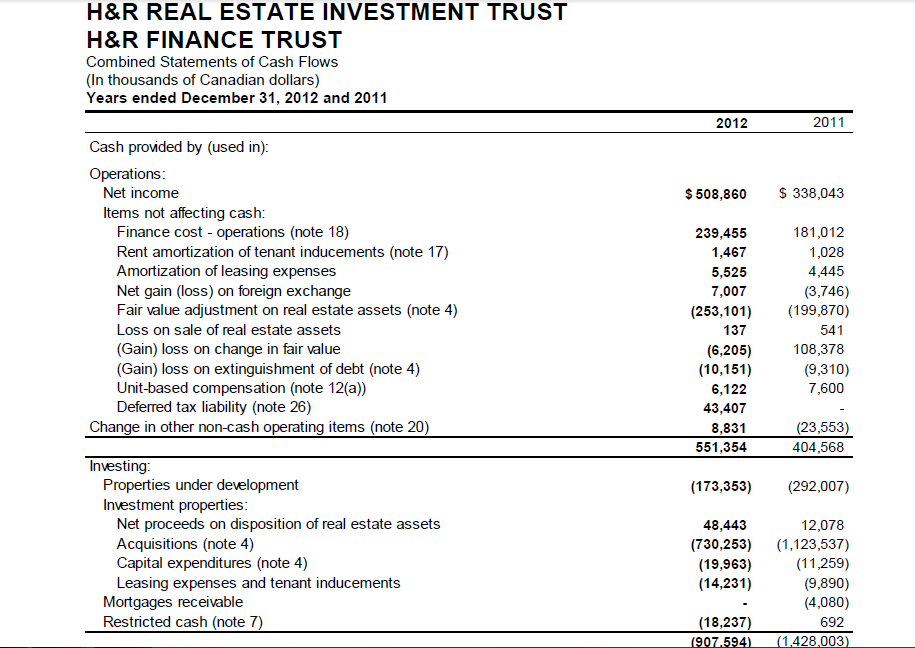 H&R REAL ESTATE INVESTMENT TRUST
H&R FINANCE TRUST
Combined Statements of Cash Flows
(In thousands of Canadian dollars)
Years ended December 31, 2012 and 2011
2012 2011
Cash provided by (used in):
Operations:
Net income $ 508,860 $ 338,043
Items not affecting cash:
Finance cost - operations (note 18) 239,455 181,012
Rent amortization of tenant inducements (note 17) 1,467 1,028
Amortization of leasing expenses 5,525 4,445
Net gain (loss) on foreign exchange 7,007 (3,746)
Fair value adjustment on real estate assets (note 4) (253,101) (199,870)
Loss on sale of real estate assets 137 541
(Gain) loss on change in fair value (6,205) 108,378
(Gain) loss on extinguishment of debt (note 4) (10,151) (9,310)
Unit-based compensation (note 12(a)) 6,122 7,600
Deferred tax liability (note 26) 43,407 -
Change in other non-cash operating items (note 20) 8,831 (23,553)
551,354 404,568
Investing:
Properties under development (173,353) (292,007)
Investment properties:
Net proceeds on disposition of real estate assets 48,443 12,078
Acquisitions (note 4) (730,253) (1,123,537)
Capital expenditures (note 4) (19,963) (11,259)
Leasing expenses and tenant inducements (14,231) (9,890)
Mortgages receivable - (4,080)
Restricted cash (note 7) (18,237) 692
(907,594) (1,428,003)